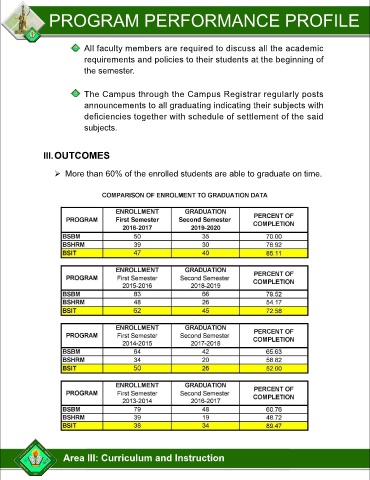 PROGRAM PERFORMANCE PROFILE
All faculty members are required to discuss all the academic
requirements and policies to their students at the beginning of
the semester.
The Campus through the Campus Registrar regularly posts
announcements to all graduating indicating their subjects with
deficiencies together with schedule of settlement of the said
subjects.
III. OUTCOMES
➢ More than 60% of the enrolled students are able to graduate on time.
COMPARISON OF ENROLMENT TO GRADUATION DATA
PROGRAM ENROLLMENT First Semester 2016-2017 GRADUATION Second Semester 2019-2020 PERCENT OF COMPLETION
BSBM 50 35 70.00
BSHRM 39 30 76.92
BSIT 47 40 85.11
PROGRAM ENROLLMENT First Semester 2015-2016 GRADUATION Second Semester 2018-2019 PERCENT OF COMPLETION
BSBM 83 66 79.52
BSHRM 48 26 54.17
BSIT 62 45 72.58
PROGRAM ENROLLMENT First Semester 2014-2015 GRADUATION Second Semester 2017-2018 PERCENT OF COMPLETION
BSBM 64 42 65.63
BSHRM 34 20 58.82
BSIT 50 26 52.00
PROGRAM ENROLLMENT First Semester 2013-2014 GRADUATION Second Semester 2016-2017 PERCENT OF COMPLETION
BSBM 79 48 60.76
BSHRM 39 19 48.72
BSIT 38 34 89.47
Area III: Curriculum and Instruction